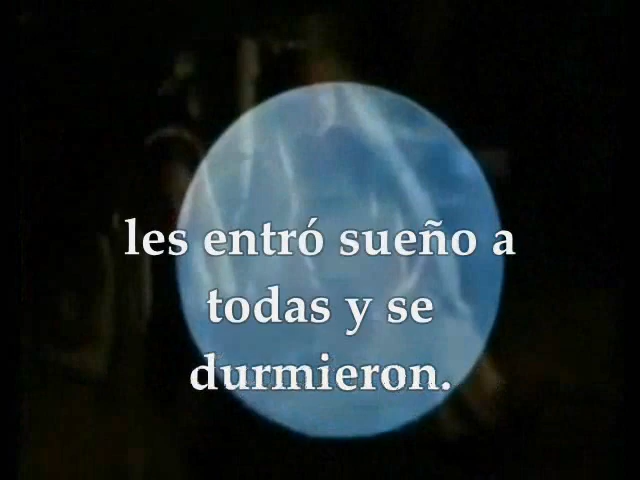 les entró sueño a
todas y se
durmieron.